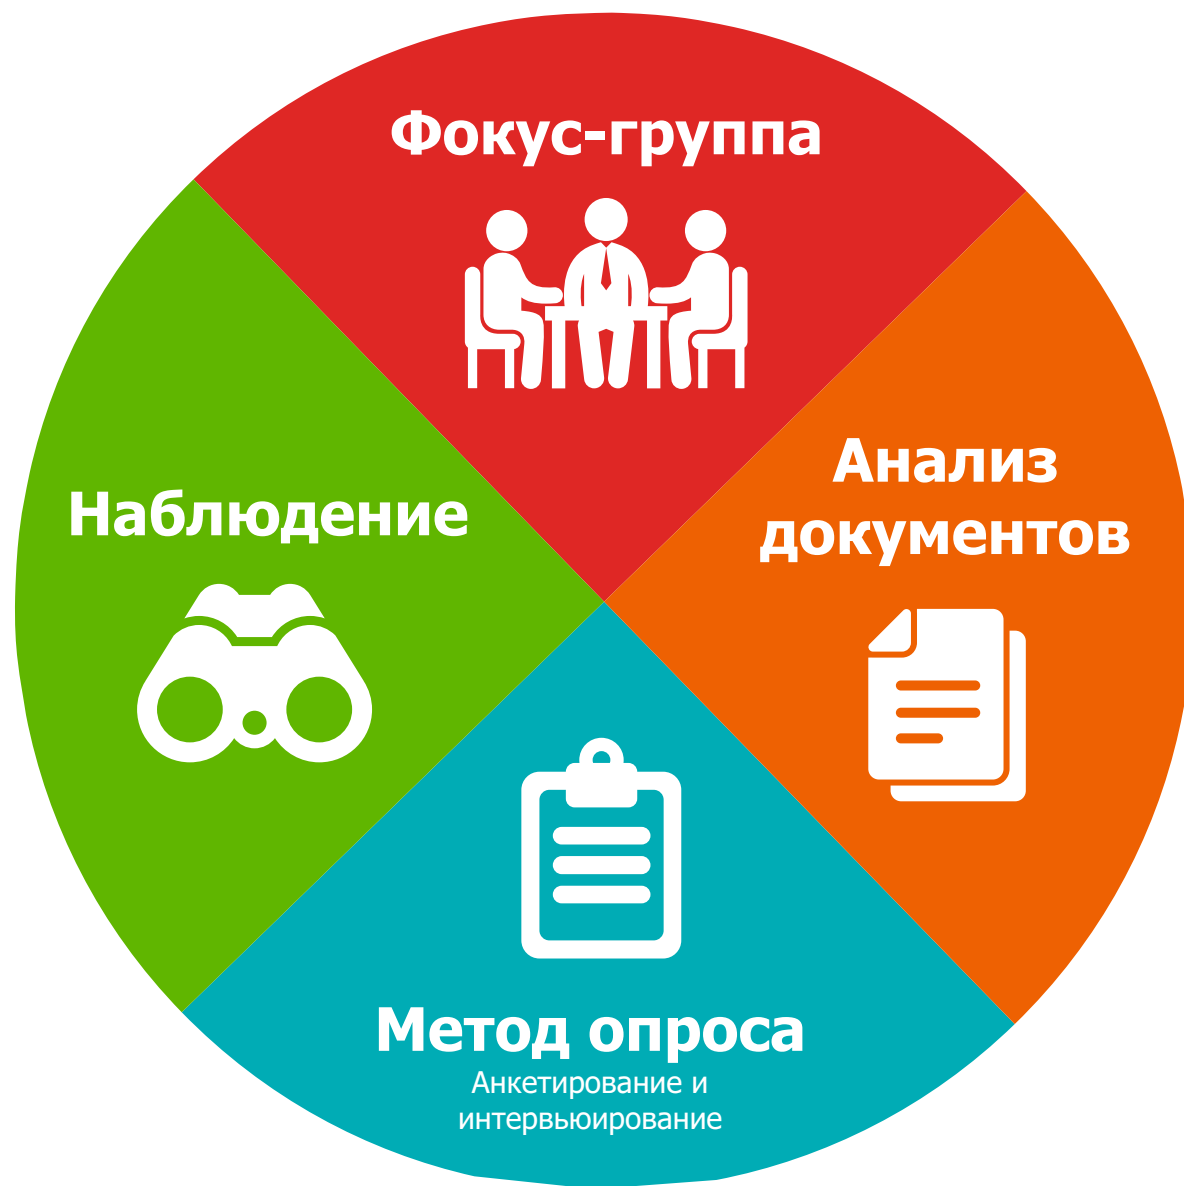 Фокус-группа
Анализ
документов
Наблюдение
Метод опроса
Анкетирование и
интервьюирование